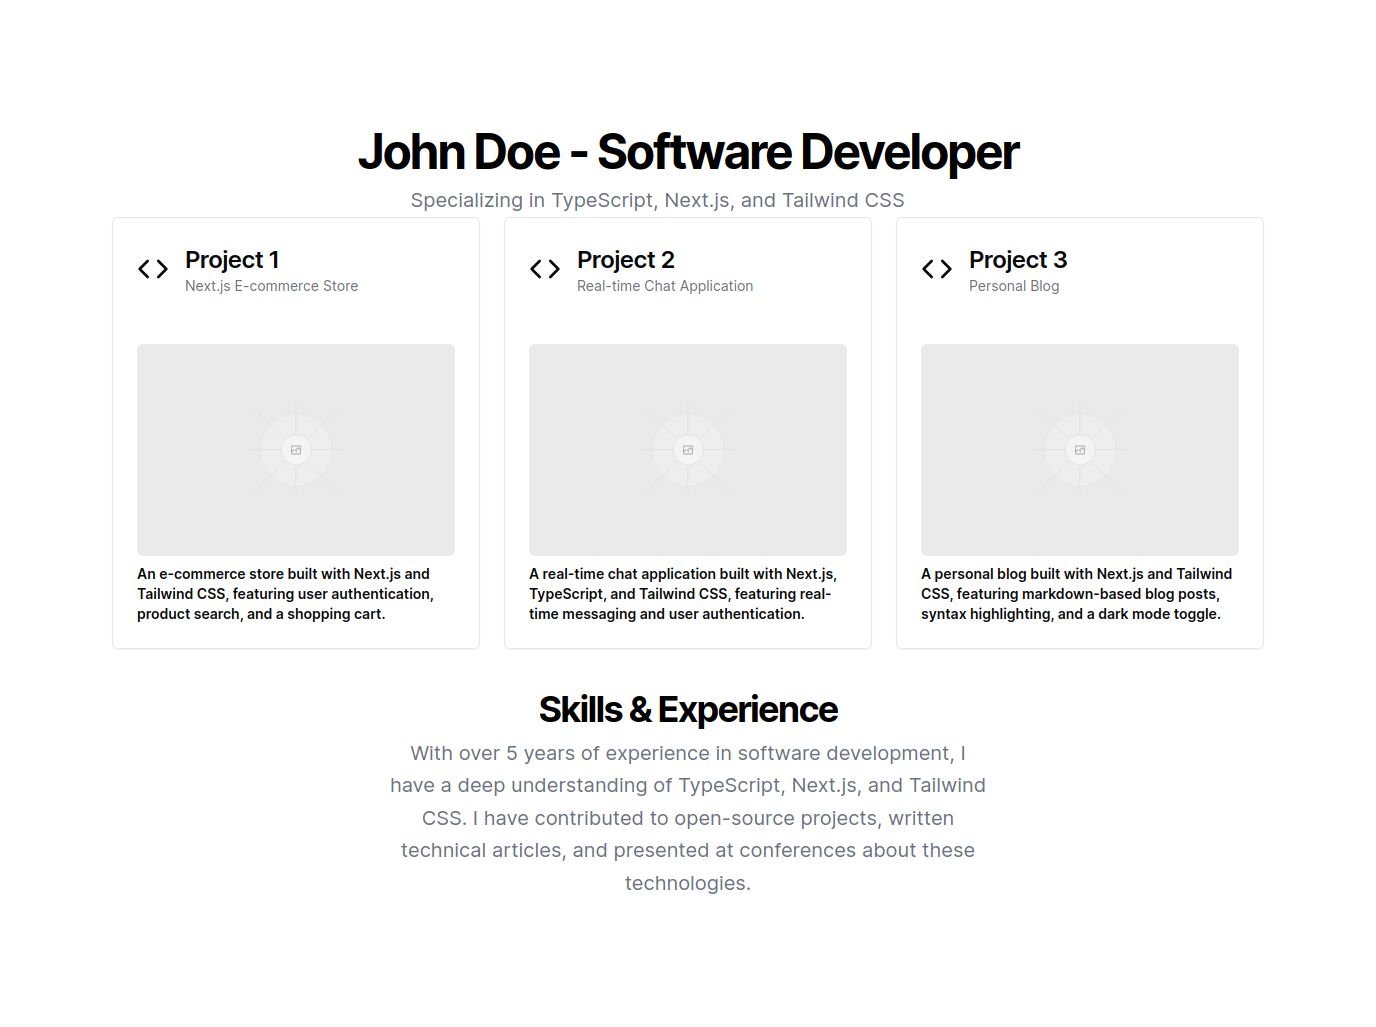 John Doe - Software Developer
Specializing in TypeScript, Next.js, and Tailwind CSS
Project 1
Next.js E-commerce Store
An e-commerce store built with Next.js and
Tailwind CSS, featuring user authentication,
product search, and a shopping cart.
Project 2
Real-time Chat Application
A real-time chat application built with Next.js,
TypeScript, and Tailwind CSS, featuring real-
time messaging and user authentication.
Project 3
Personal Blog
A personal blog built with Next.js and Tailwind
CSS, featuring markdown-based blog posts,
syntax highlighting, and a dark mode toggle.
Skills & Experience
With over 5 years of experience in software development, I
have a deep understanding of TypeScript, Next.js, and Tailwind
CSS. I have contributed to open-source projects, written
technical articles, and presented at conferences about these
technologies.